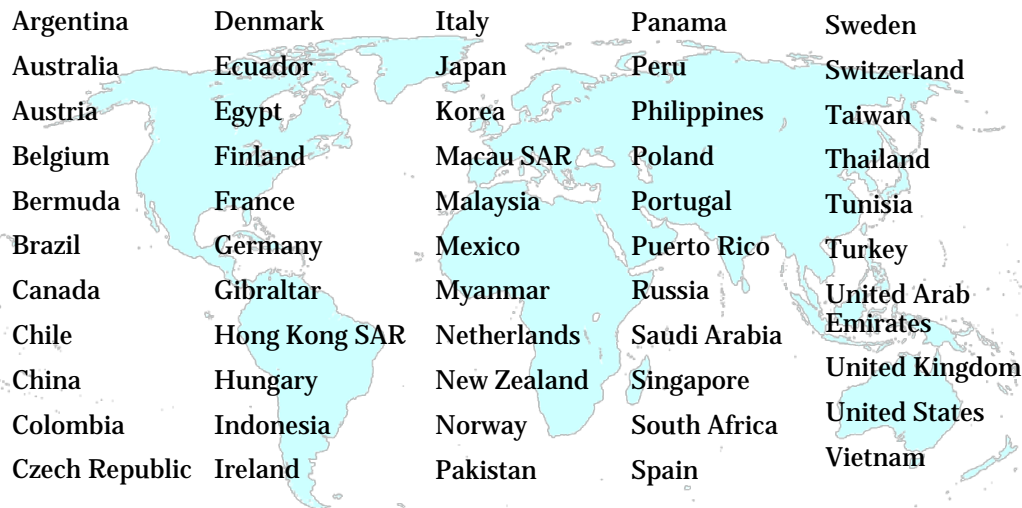 Argentina
Australia
Austria
Belgium
Bermuda
Brazil
Canada
Chile
China
Colombia
Czech Republic
Denmark
Ecuador
Egypt
Finland
France
Germany
Gibraltar
Hong Kong SAR
Hungary
Indonesia
Ireland
Italy
Japan
Korea
Macau SAR
Malaysia
Mexico
Myanmar
Netherlands
New Zealand
Norway
Pakistan
Panama
Peru
Philippines
Poland
Portugal
Puerto Rico
Russia
Saudi Arabia
Singapore
South Africa
Spain
Sweden
Switzerland
Taiwan
Thailand
Tunisia
Turkey
United Arab
Emirates
United Kingdom
United States
Vietnam